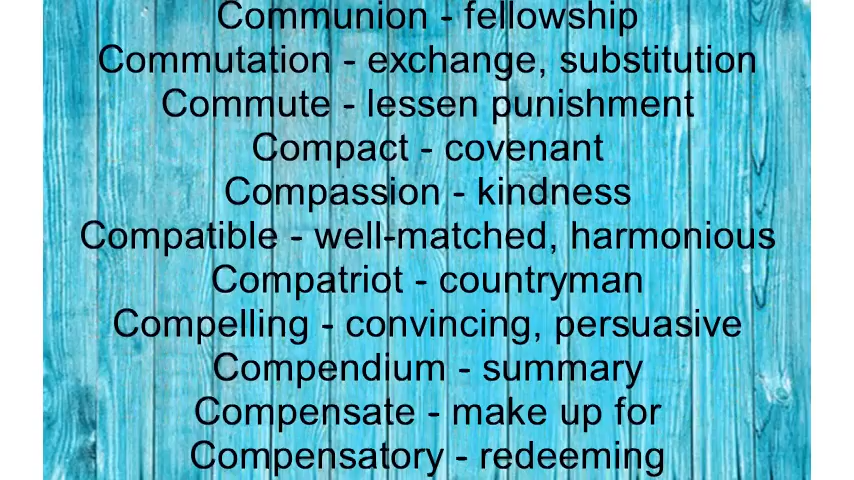 Communion - fellowship
Commutation - exchange, substitution
Commute - lessen punishment
Compact - covenant
Compassion - kindness
Compatible - well-matched, harmonious
Compatriot - countryman
Compelling - convincing, persuasive
Compendium - summary
Compensate - make up for
Compensatory - redeeming